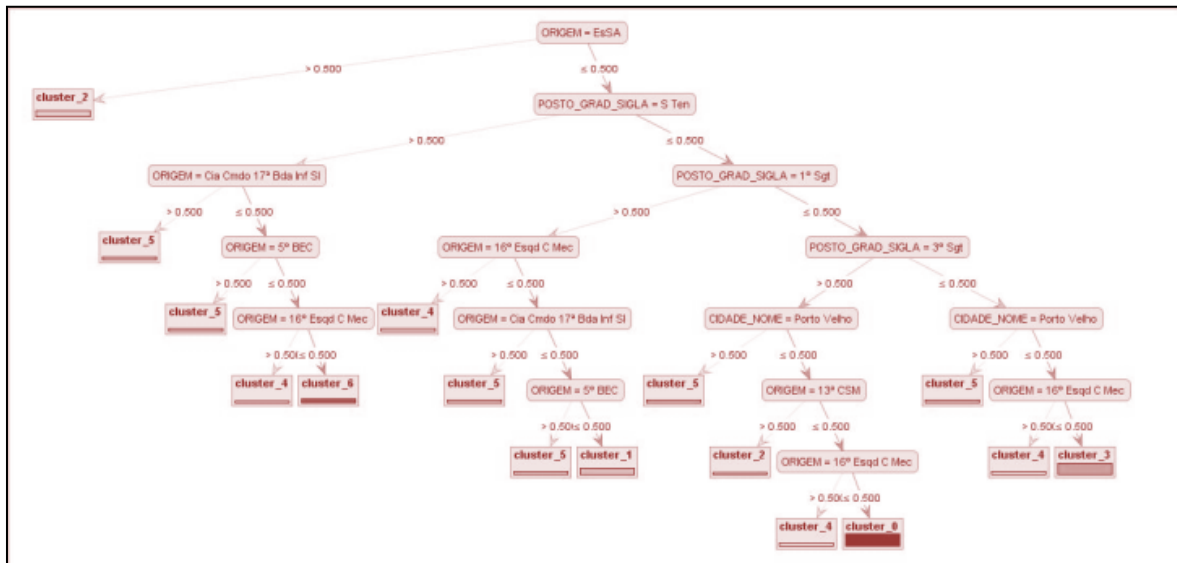 ORIGEM = EsSA
> 0.500
≤ 0.500
cluster_2
POSTO_GRAD_SIGLA = S Ten
> 0.500
≤ 0.500
ORIGEM = Cia Cmdo 17ª Bda Inf Sl
POSTO_GRAD_SIGLA = 1º Sgt
> 0.500 ≤ 0.500
> 0.500
≤ 0.500
cluster_5
ORIGEM = 5º BEC
ORIGEM = 16º Esqd C Mec
POSTO_GRAD_SIGLA = 3º Sgt
> 0.500 ≤ 0.500
> 0.500 ≤ 0.500
> 0.500
≤ 0.500
cluster_5
ORIGEM = 16º Esqd C Mec
cluster_4
ORIGEM = Cia Cmdo 17ª Bda Inf Sl
CIDADE_NOME = Porto Velho
CIDADE_NOME = Porto Velho
> 0.50(≤ 0.500
> 0.500 ≤ 0.500
> 0.500 ≤ 0.500
> 0.500 ≤ 0.500
cluster_4
cluster_6
cluster_5
ORIGEM = 5º BEC
cluster_5
ORIGEM = 13ª CSM
cluster_5
ORIGEM = 16º Esqd C Mec
> 0.50(≤ 0.500
> 0.500 ≤ 0.500
> 0.50(≤ 0.500
cluster_5
cluster_1
cluster_2
ORIGEM = 16º Esqd C Mec
cluster_4
cluster_3
> 0.50(≤ 0.500
cluster_4
cluster_0